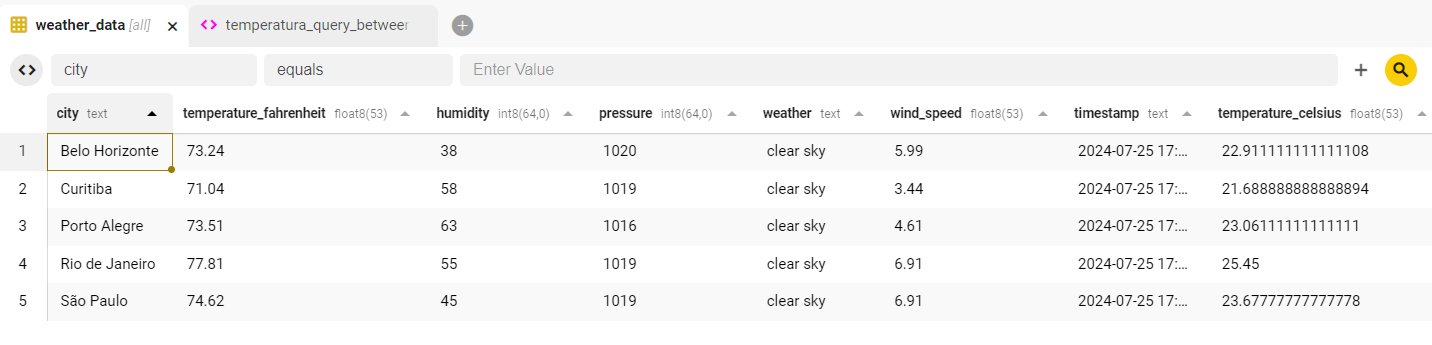 weather_data [all] × <> temperatura_query_between +
<> city equals Enter Value +
city text temperature_fahrenheit float8(53) humidity int8(64,0) pressure int8(64,0) weather text wind_speed float8(53) timestamp text temperature_celsius float8(53)
1 Belo Horizonte 73.24 38 1020 clear sky 5.99 2024-07-25 17:... 22.911111111111108
2 Curitiba 71.04 58 1019 clear sky 3.44 2024-07-25 17:... 21.688888888888894
3 Porto Alegre 73.51 63 1016 clear sky 4.61 2024-07-25 17:... 23.06111111111111
4 Rio de Janeiro 77.81 55 1019 clear sky 6.91 2024-07-25 17:... 25.45
5 São Paulo 74.62 45 1019 clear sky 6.91 2024-07-25 17:... 23.67777777777778